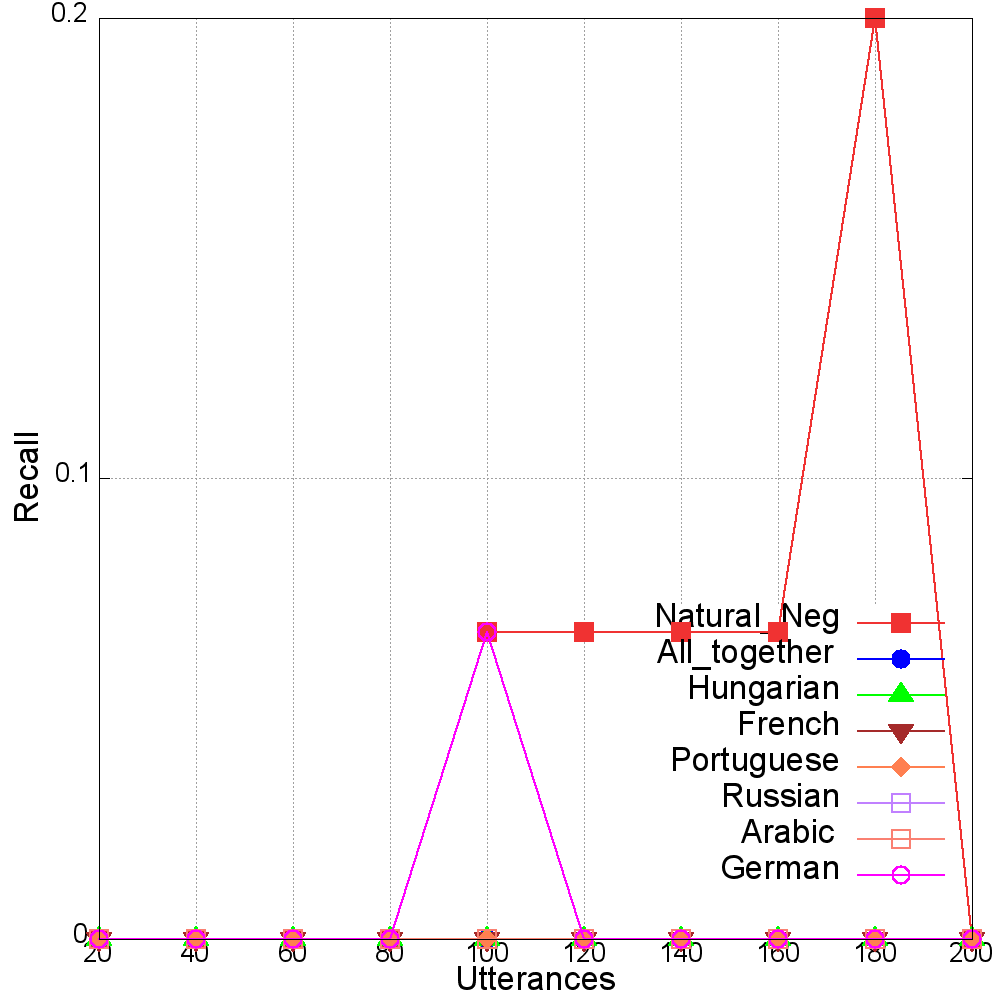 0.2
0.1
0
Recall
Natural_Neg
All_together
Hungarian
French
Portuguese
Russian
Arabic
German
20 40 60 80 100 120 140 160 180 200
Utterances